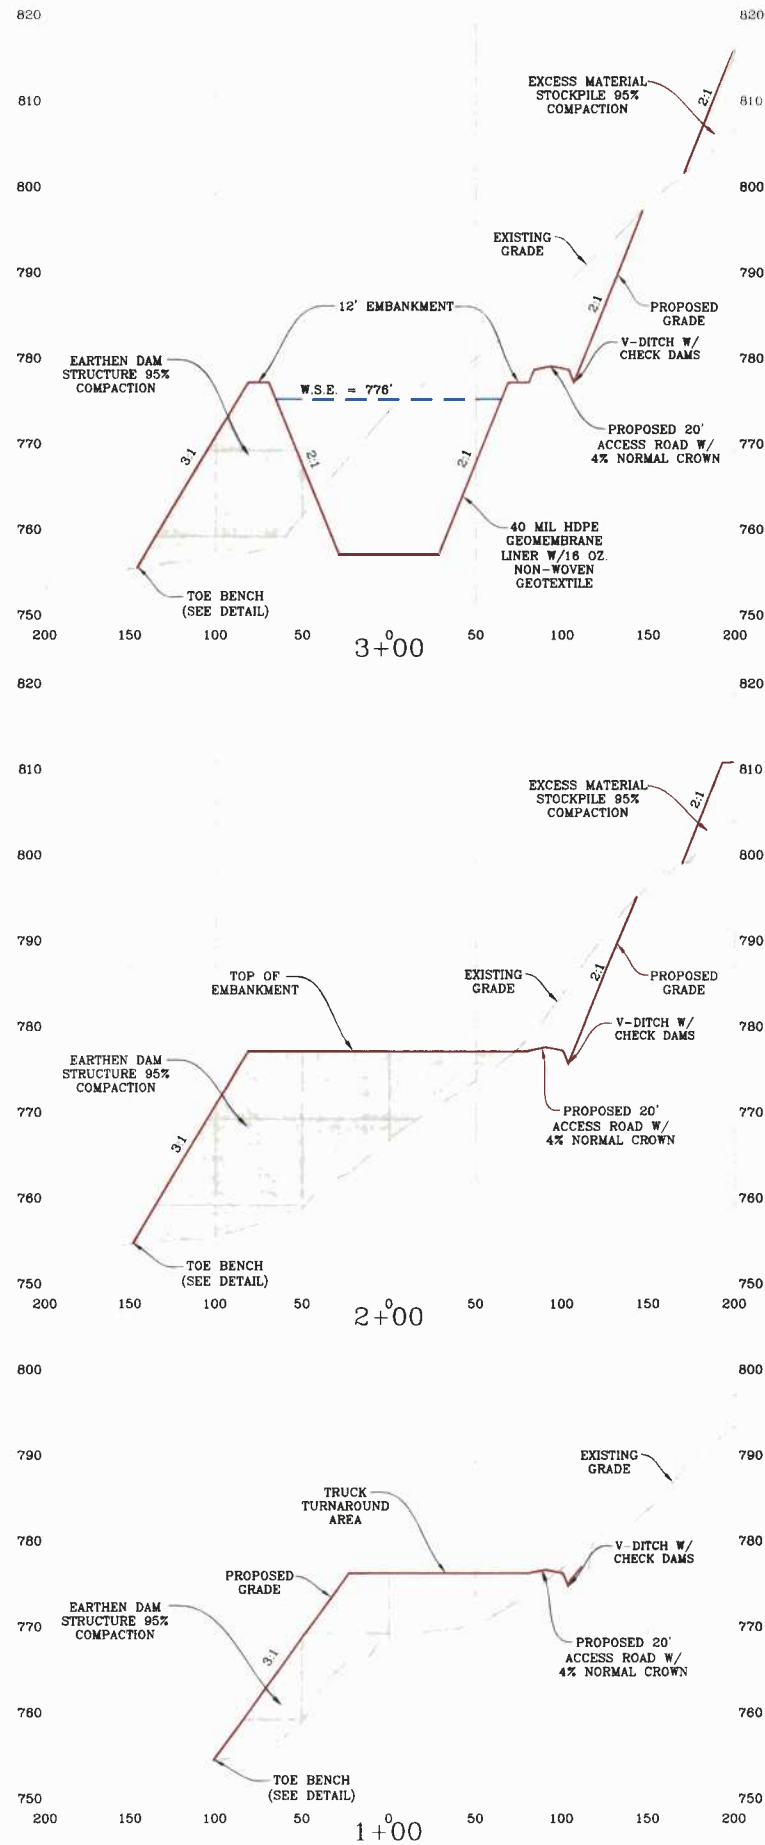 820
820
EXCESS MATERIAL
STOCKPILE 95%
COMPACTION
2:1
810
810
800
800
EXISTING
GRADE
790
790
2:1
12' EMBANKMENT
PROPOSED
GRADE
V-DITCH W/
CHECK DAMS
780
780
EARTHEN DAM
STRUCTURE 95%
COMPACTION
W.S.E. = 776'
PROPOSED 20'
ACCESS ROAD W/
4% NORMAL CROWN
770
770
3:1
2:1
2:1
760
760
40 MIL HDPE
GEOMEMBRANE
LINER W/16 OZ.
NON-WOVEN
GEOTEXTILE
TOE BENCH
(SEE DETAIL)
750
750
200 150 100 50 0 50 100 150 200
3+00
820
820
810
810
EXCESS MATERIAL
STOCKPILE 95%
COMPACTION
2:1
800
800
790
790
TOP OF
EMBANKMENT
EXISTING
GRADE
2:1
PROPOSED
GRADE
780
780
V-DITCH W/
CHECK DAMS
EARTHEN DAM
STRUCTURE 95%
COMPACTION
770
770
PROPOSED 20'
ACCESS ROAD W/
4% NORMAL CROWN
3:1
760
760
TOE BENCH
(SEE DETAIL)
750
750
200 150 100 50 0 50 100 150 200
2+00
800
800
790
790
EXISTING
GRADE
TRUCK
TURNAROUND
AREA
780
780
V-DITCH W/
CHECK DAMS
PROPOSED
GRADE
EARTHEN DAM
STRUCTURE 95%
COMPACTION
770
770
PROPOSED 20'
ACCESS ROAD W/
4% NORMAL CROWN
3:1
760
760
TOE BENCH
(SEE DETAIL)
750
750
200 150 100 50 0 50 100 150 200
1+00